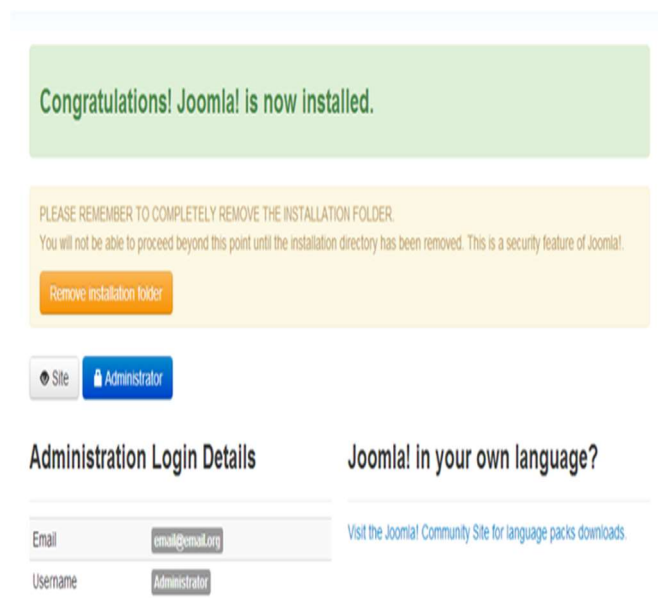 Congratulations! Joomla! is now installed.
PLEASE REMEMBER TO COMPLETELY REMOVE THE INSTALLATION FOLDER.
You will not be able to proceed beyond this point until the installation directory has been removed. This is a security feature of Joomla!.
Remove installation folder
Site
Administrator
Administration Login Details
Joomla! in your own language?
Email
email@email.org
Visit the Joomla! Community Site for language packs downloads.
Username
Administrator